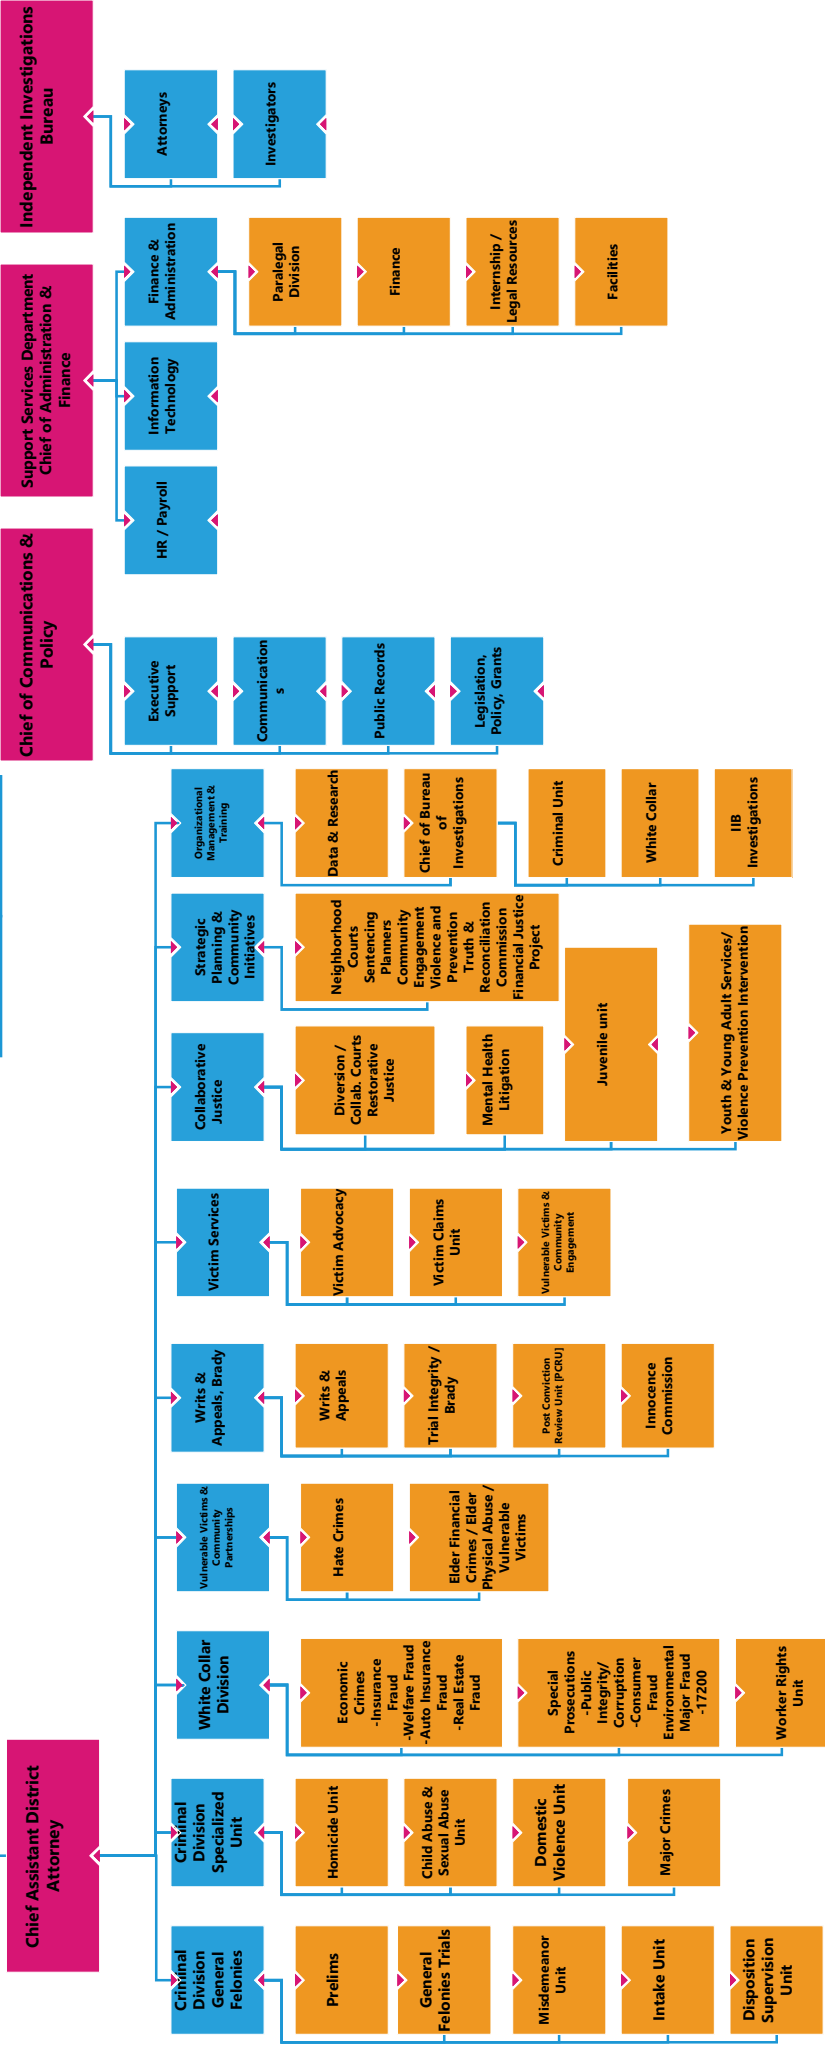 Chief Assistant District
Attorney
Chief of Communications &
Policy
Support Services Department
Chief of Administration &
Finance
Independent Investigations
Bureau
Criminal
Division
General
Felonies
Prelims
General
Felonies Trials
Misdemeanor
Unit
Intake Unit
Disposition
Supervision
Unit
Criminal
Division
Specialized
Unit
Homicide Unit
Child Abuse &
Sexual Abuse
Unit
Domestic
Violence Unit
Major Crimes
White Collar
Division
Economic
Crimes
-Insurance
Fraud
-Welfare Fraud
-Auto Insurance
Fraud
-Real Estate
Fraud
Special
Prosecutions
-Public
Integrity/
Corruption
-Consumer
Fraud
Environmental
Major Fraud
-17200
Worker Rights
Unit
Vulnerable Victims &
Community
Partnerships
Hate Crimes
Elder Financial
Crimes / Elder
Physical Abuse /
Vulnerable
Victims
Writs &
Appeals, Brady
Writs &
Appeals
Trial Integrity /
Brady
Post Conviction
Review Unit [PCRU]
Innocence
Commission
Victim Services
Victim Advocacy
Victim Claims
Unit
Vulnerable Victims &
Community
Engagement
Collaborative
Justice
Diversion /
Collab. Courts
Restorative
Justice
Mental Health
Litigation
Juvenile unit
Youth & Young Adult Services/
Violence Prevention Intervention
Strategic
Planning &
Community
Initiatives
Neighborhood
Courts
Sentencing
Planners
Community
Engagement
Violence and
Prevention
Truth &
Reconciliation
Commission
Financial Justice
Project
Organizational
Management &
Training
Data & Research
Chief of Bureau
of
Investigations
Criminal Unit
White Collar
IIB
Investigations
Executive
Support
Communication
s
Public Records
Legislation,
Policy, Grants
HR / Payroll
Information
Technology
Finance &
Administration
Paralegal
Division
Finance
Internship /
Legal Resources
Facilities
Attorneys
Investigators